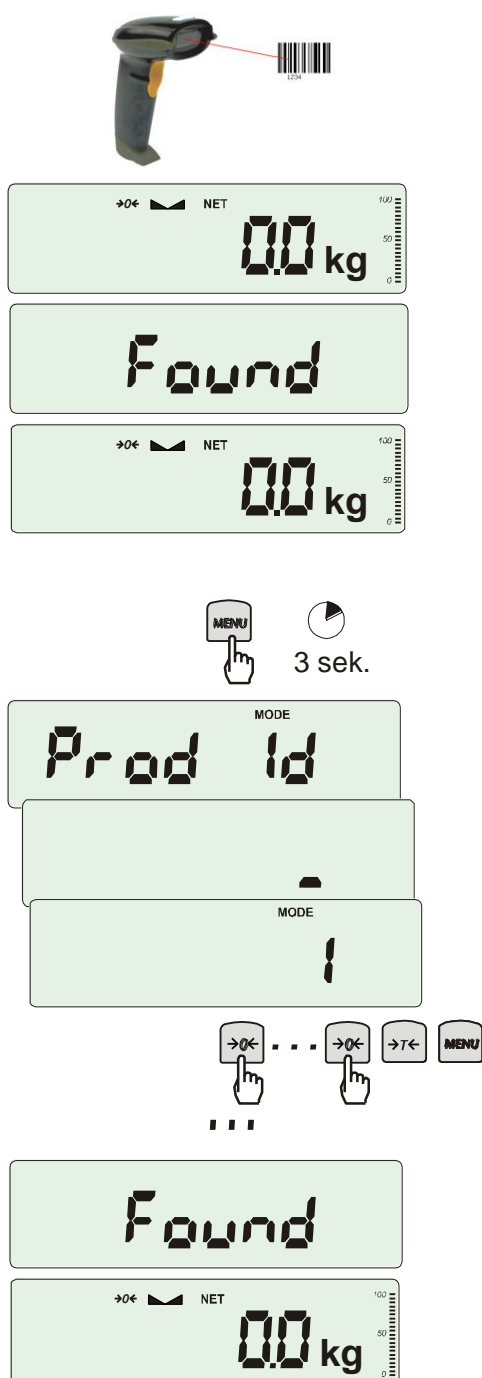 1234
→0← NET 100
50
0.0 kg
0
Found
→0← NET 100
50
0.0 kg
0
MENU
3 sek.
MODE
Prod Id
-
MODE
1
→0← ... →0← →T← MENU
...
Found
→0← NET 100
50
0.0 kg
0